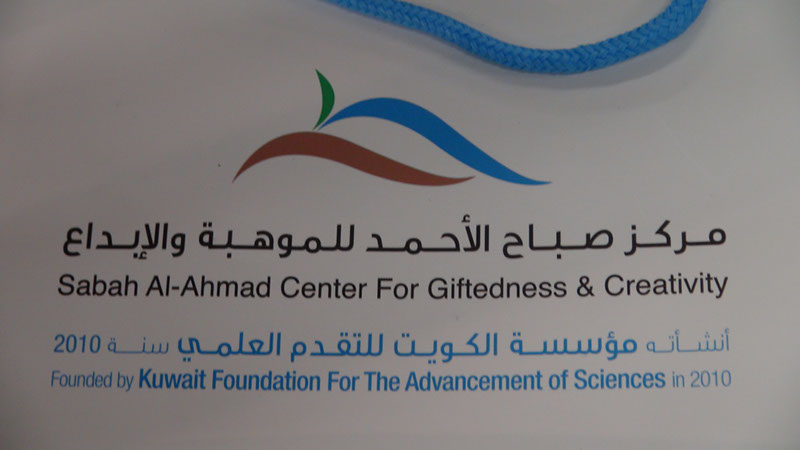 مركز صباح الأحمد للموهبة والإبداع
Sabah Al-Ahmad Center For Giftedness & Creativity
أنشأته مؤسسة الكويت للتقدم العلمي سنة 2010
Founded by Kuwait Foundation For The Advancement of Sciences in 2010